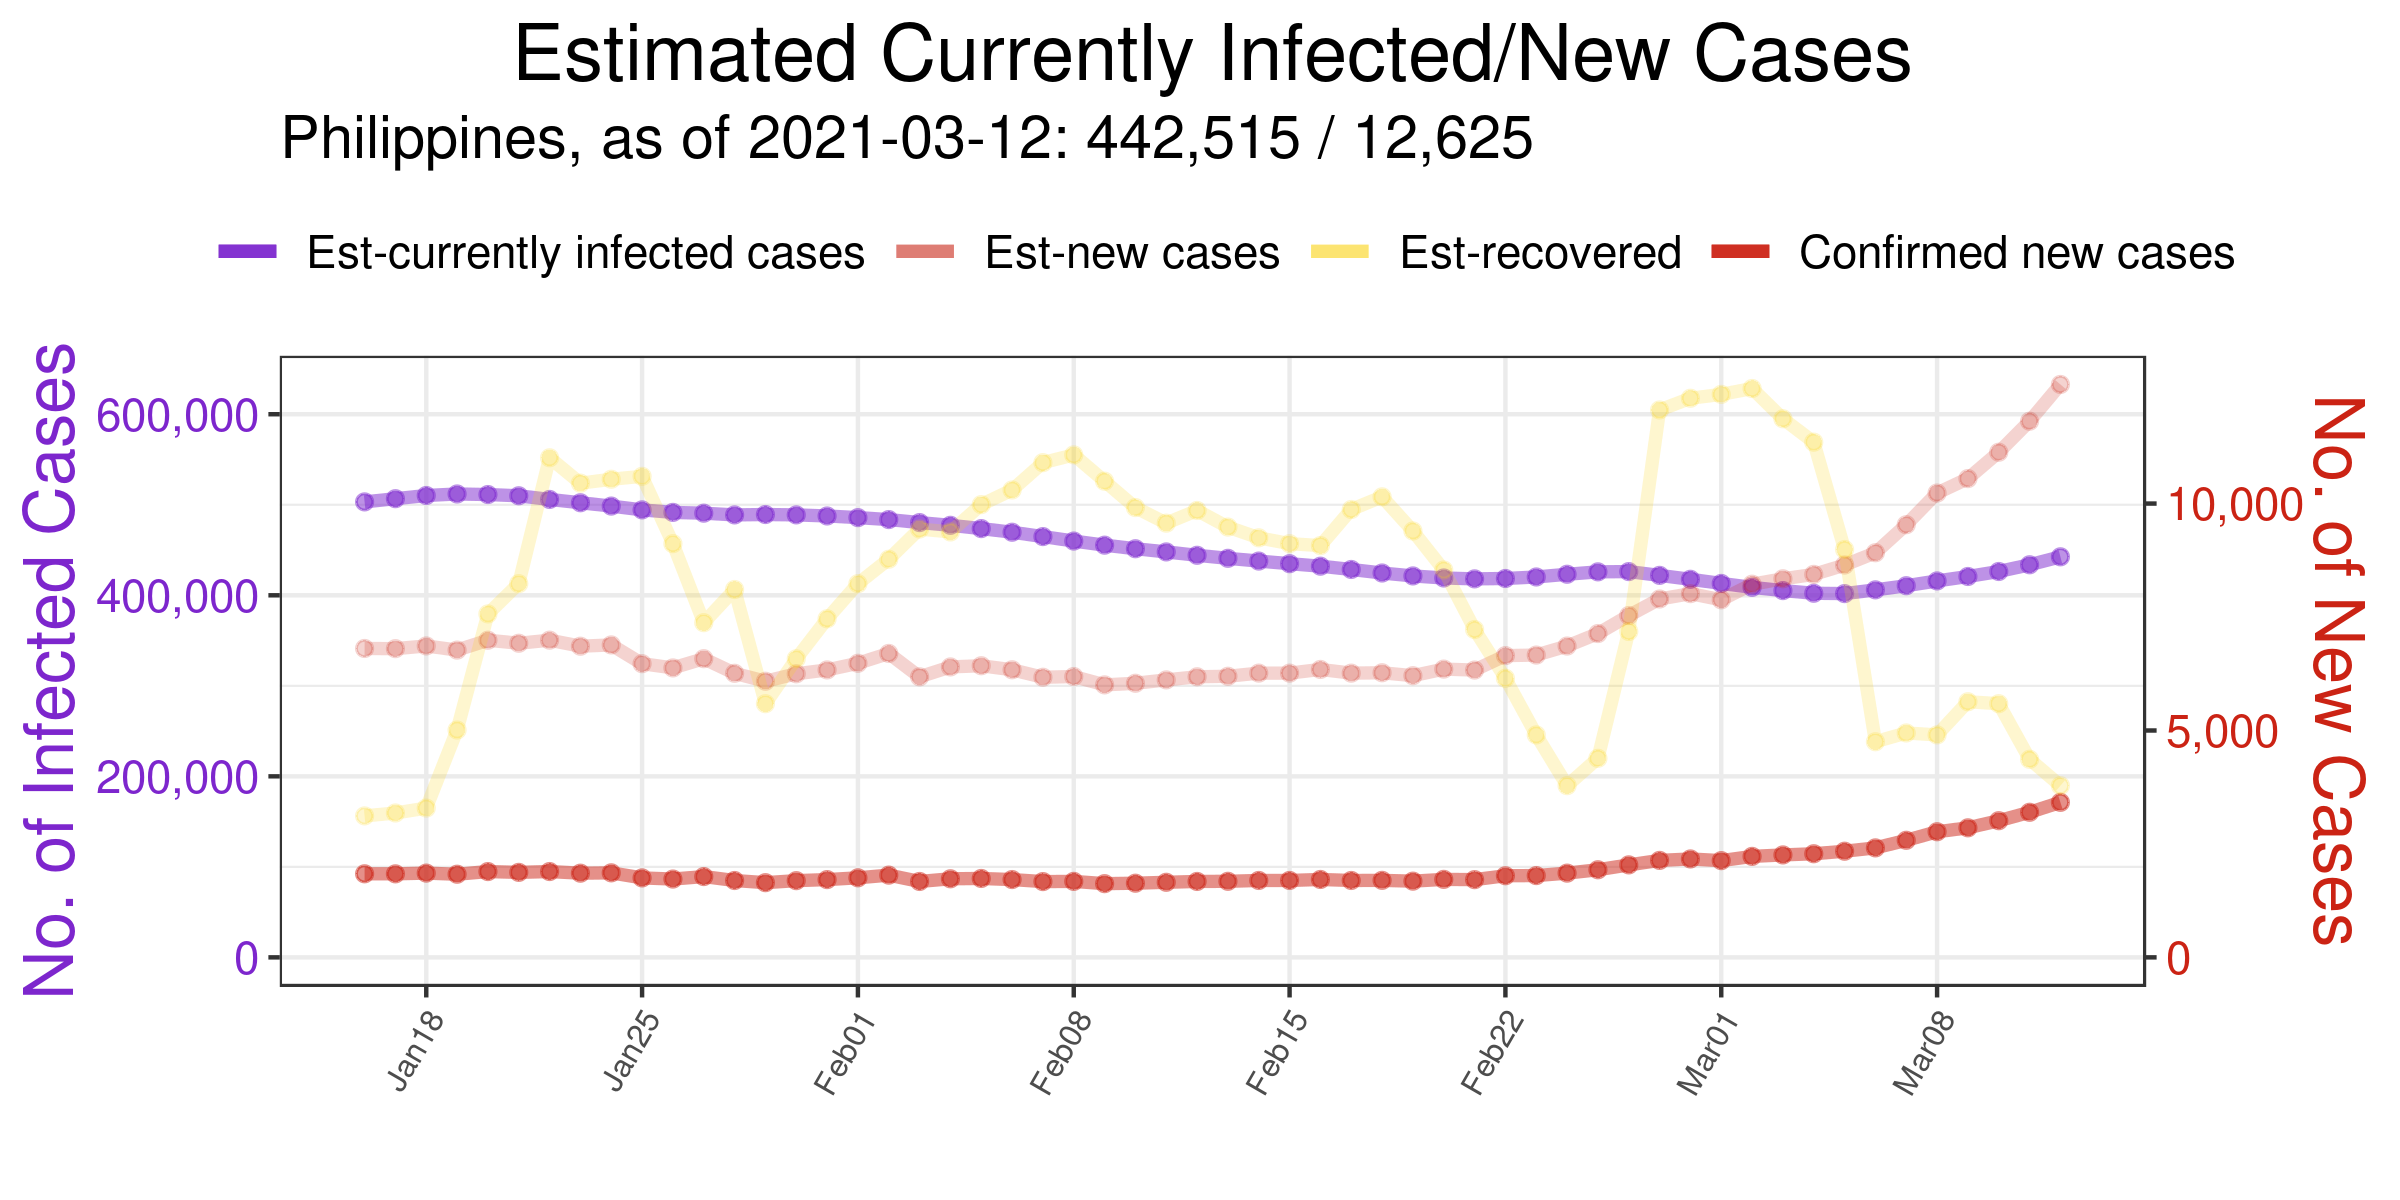 Estimated Currently Infected/New Cases
Philippines, as of 2021-03-12: 442,515 / 12,625
Est-currently infected cases Est-new cases Est-recovered Confirmed new cases
No. of Infected Cases
600,000
400,000
200,000
0
10,000
5,000
0
No. of New Cases
Jan18 Jan25 Feb01 Feb08 Feb15 Feb22 Mar01 Mar08